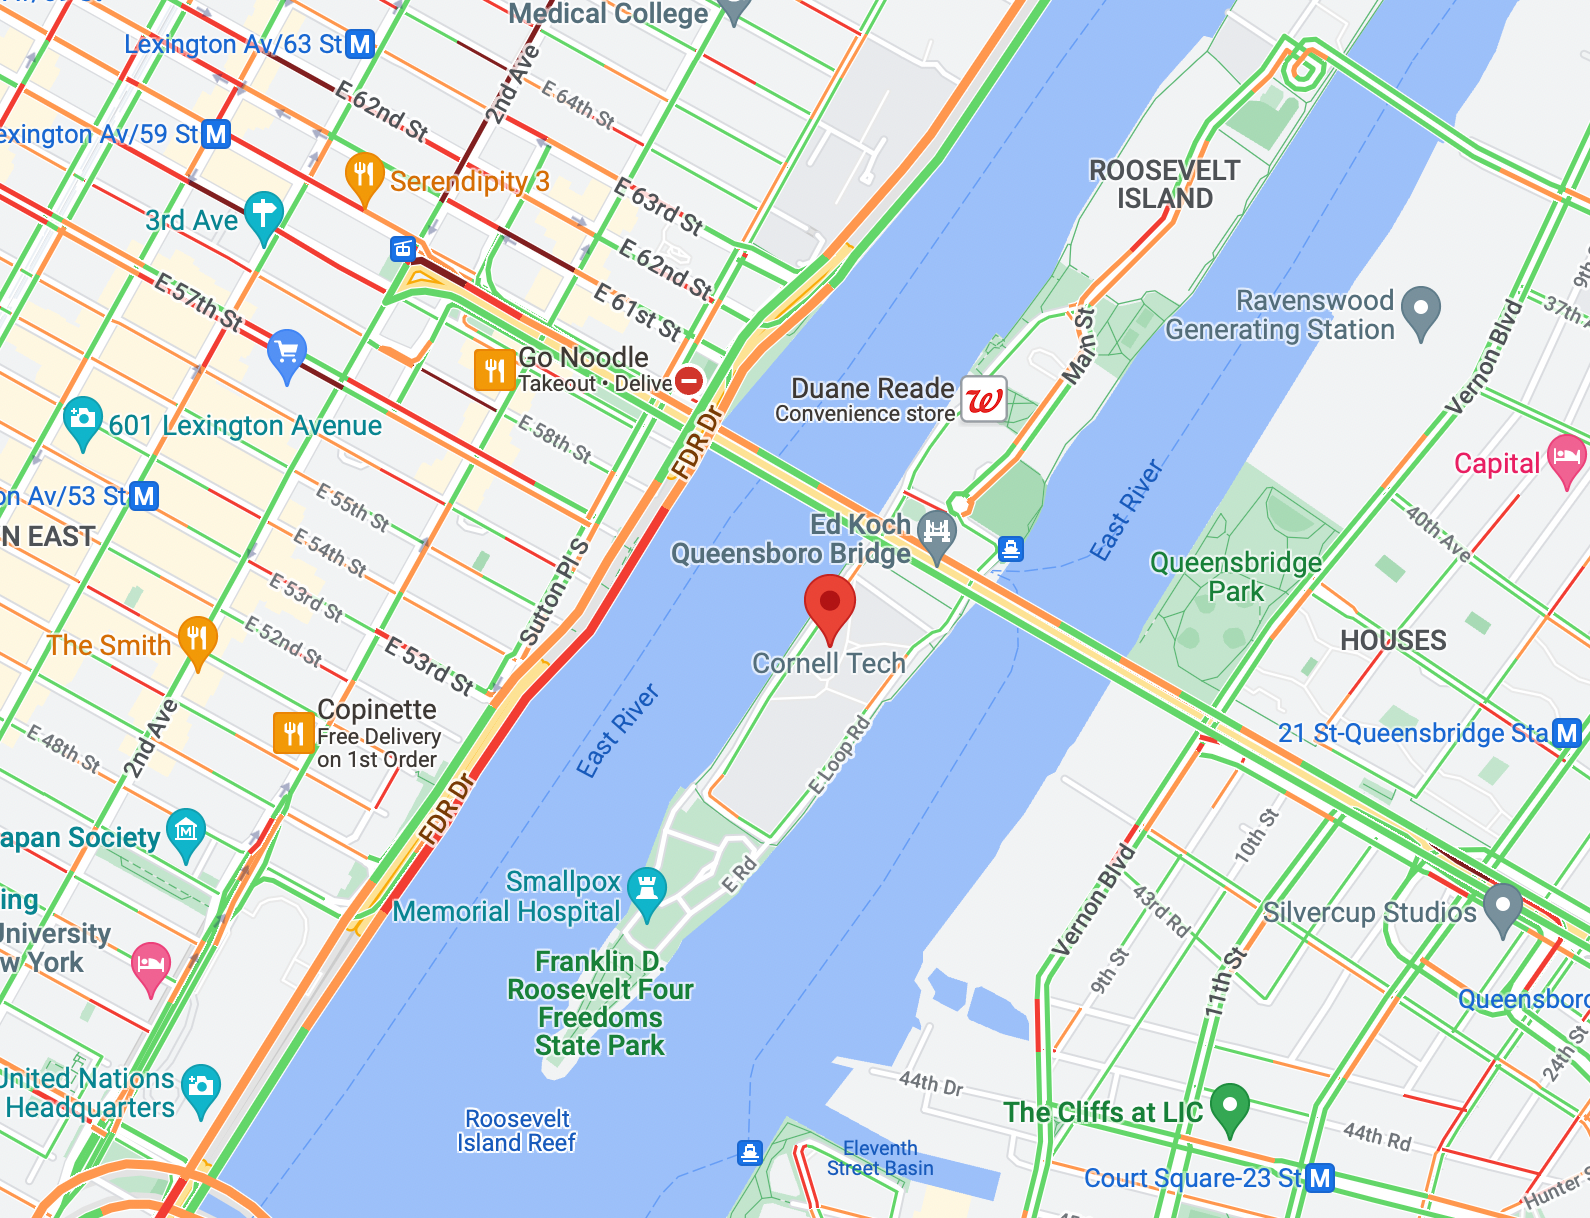 Medical College
Lexington Av/63 St
M
2nd Ave
E 62nd St
E 64th St
exington Av/59 St
M
ROOSEVELT
ISLAND
Serendipity 3
3rd Ave
E 63rd St
E 62nd St
E 61st St
E 57th St
Ravenswood
Generating Station
9th S
37th A
Vernon Blvd
Main St
Go Noodle
Takeout • Delive
Duane Reade
Convenience store
W
601 Lexington Avenue
E 58th St
FDR Dr
Capital
on Av/53 St
M
E 55th St
East River
40th Ave
N EAST
E 54th St
Ed Koch
Queensboro Bridge
Queensbridge
Park
E 53rd St
Sutton Pl S
The Smith
E 52nd St
E 53rd St
HOUSES
Cornell Tech
Copinette
Free Delivery
on 1st Order
2nd Ave
E 48th St
East River
E Loop Rd
21 St-Queensbridge Sta
M
FDR Dr
apan Society
M
10th St
E Rd
Vernon Blvd
Smallpox
Memorial Hospital
43rd Rd
Silvercup Studios
ing
University
w York
Franklin D.
Roosevelt Four
Freedoms
State Park
9th St
11th St
Queensboro
24th St
United Nations
Headquarters
44th Dr
The Cliffs at LIC
Roosevelt
Island Reef
Eleventh
Street Basin
44th Rd
Court Square-23 St
M
Hunter S